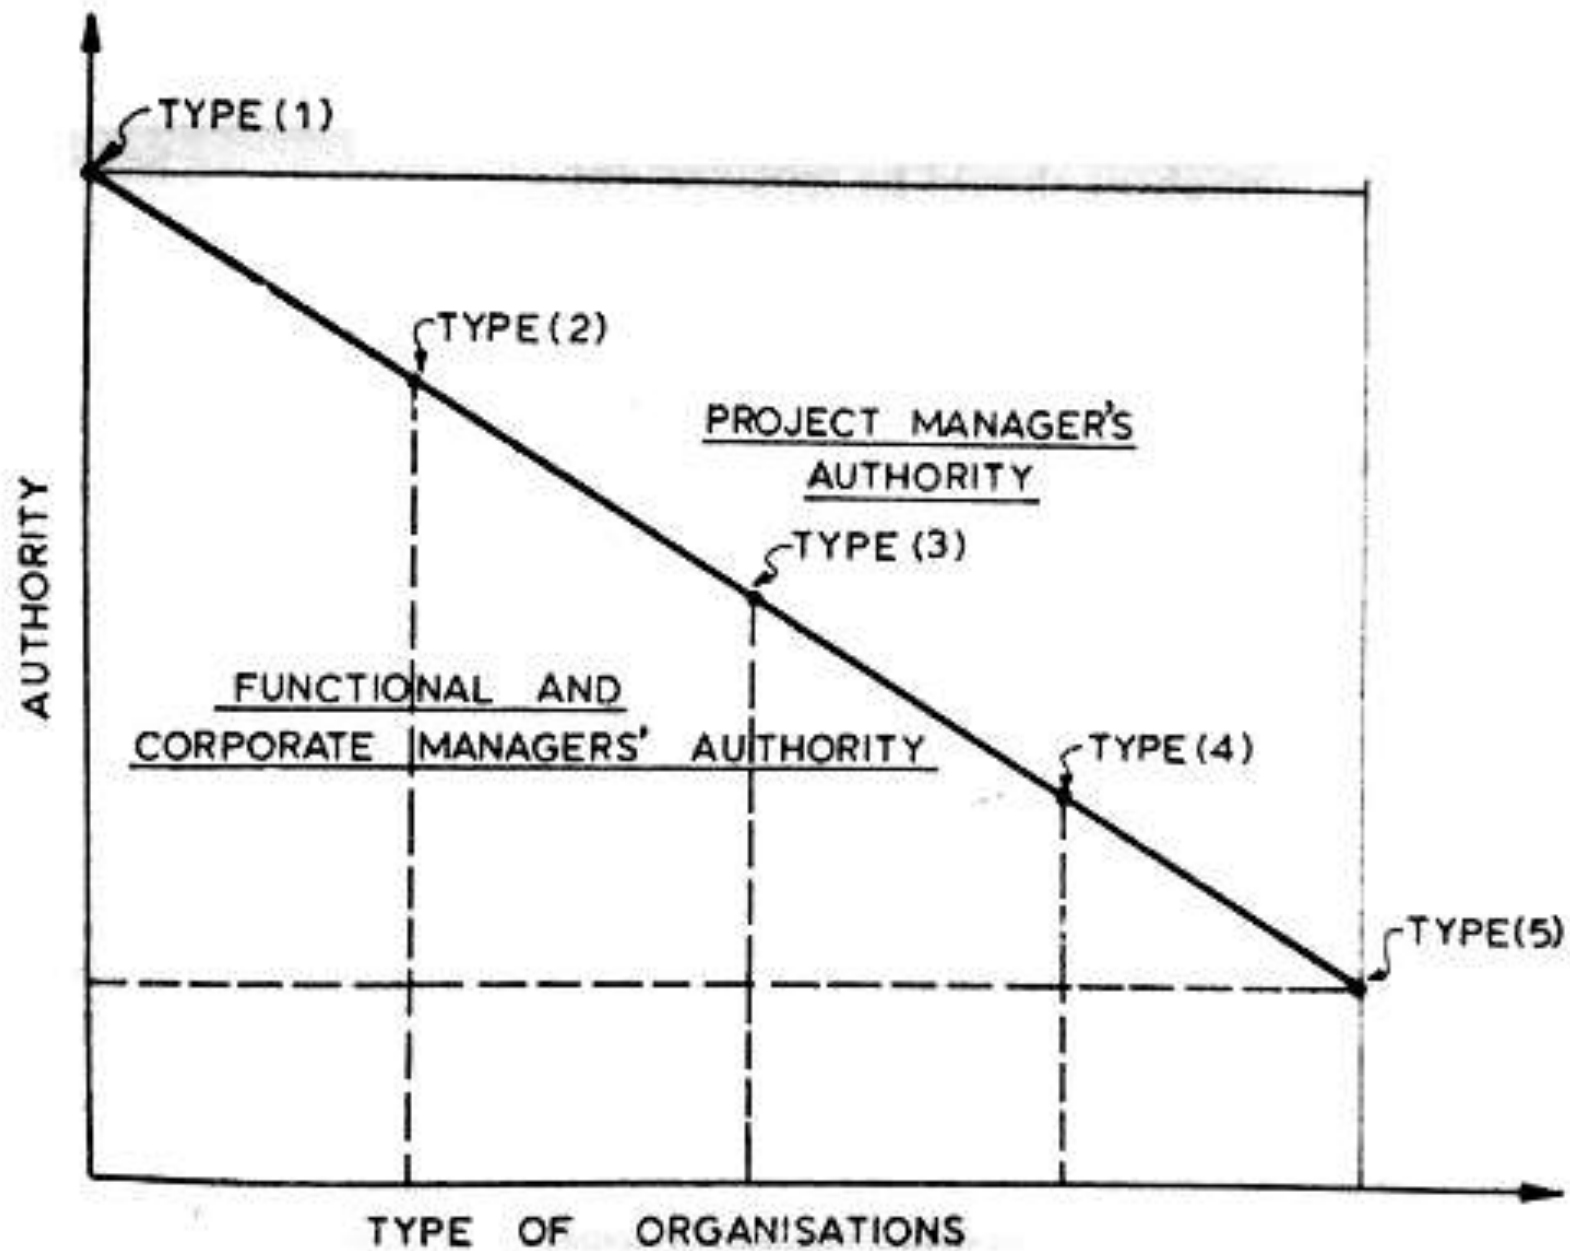 TYPE(1)
TYPE(2)
PROJECT MANAGER'S
AUTHORITY
TYPE(3)
AUTHORITY
FUNCTIONAL AND
CORPORATE MANAGERS' AUTHORITY
TYPE(4)
TYPE(5)
TYPE OF ORGANISATIONS